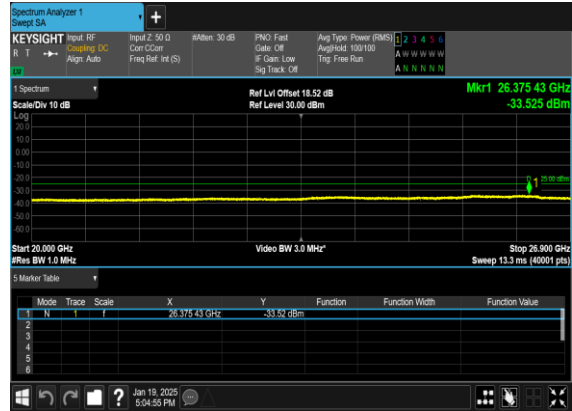 Spectrum Analyzer 1
Swept SA
+
KEYSIGHT Input: RF Input Z: 50 Ω #Atten: 30 dB PNO: Fast Avg Type: Power (RMS) 1 2 3 4 5 6
R T Coupling: DC Corr CCorr Gate: Off Avg|Hold: 100/100 A W W W W W
Align: Auto Freq Ref: Int (S) IF Gain: Low Trig: Free Run
Sig Track: Off A N N N N N
1 Spectrum Ref Lvl Offset 18.52 dB Mkr1 26.375 43 GHz
Scale/Div 10 dB Ref Level 30.00 dBm -33.525 dBm
Log
20.0
10.0
0.00
-10.0
-20.0
-30.0
-40.0
-50.0
-60.0
1
Start 20.000 GHz Video BW 3.0 MHz* Stop 26.900 GHz
#Res BW 1.0 MHz Sweep 13.3 ms (40001 pts)
5 Marker Table
Mode Trace Scale X Y Function Function Width Function Value
1 N 1 f 26.375 43 GHz -33.52 dBm
2
3
4
5
6
? Jan 19, 2025
5:04:55 PM